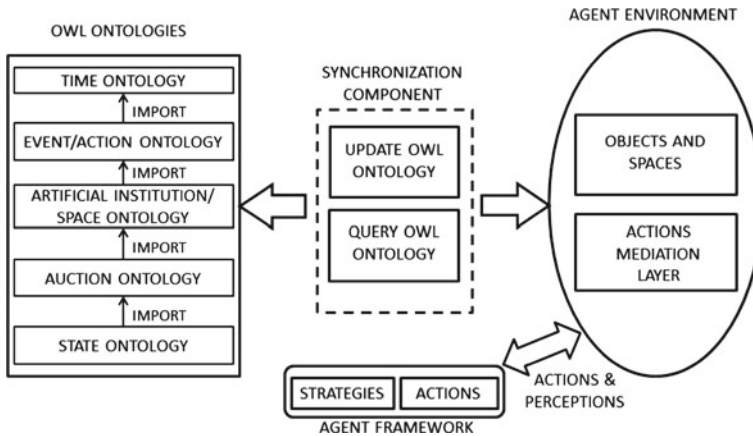 OWL ONTOLOGIES
TIME ONTOLOGY
IMPORT
EVENT/ACTION ONTOLOGY
IMPORT
ARTIFICIAL INSTITUTION/
SPACE ONTOLOGY
IMPORT
AUCTION ONTOLOGY
IMPORT
STATE ONTOLOGY
SYNCHRONIZATION
COMPONENT
UPDATE OWL
ONTOLOGY
QUERY OWL
ONTOLOGY
AGENT ENVIRONMENT
OBJECTS AND
SPACES
ACTIONS
MEDIATION
LAYER
ACTIONS &
PERCEPTIONS
STRATEGIES
ACTIONS
AGENT FRAMEWORK